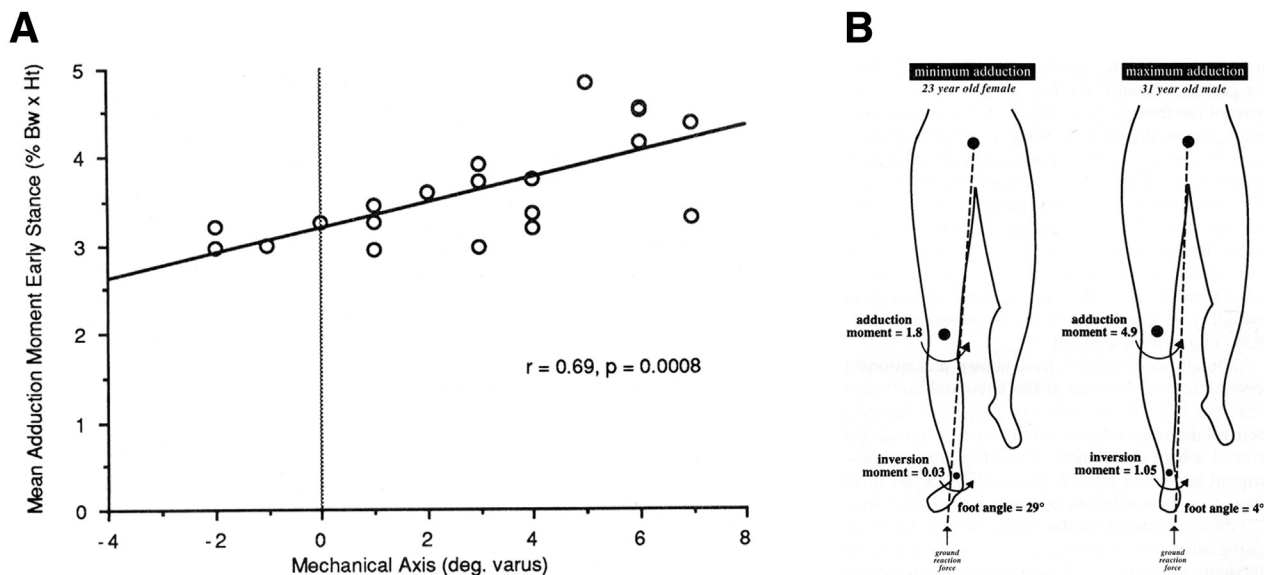 A
Mean Adduction Moment Early Stance (% Bw x Ht)
5
4
3
2
1
0
r = 0.69, p = 0.0008
-4
-2
0
2
4
6
8
Mechanical Axis (deg. varus)
B
minimum adduction
23 year old female
adduction
moment = 1.8
inversion
moment = 0.03
foot angle = 29°
ground
reaction
force
maximum adduction
31 year old male
adduction
moment = 4.9
inversion
moment = 1.05
foot angle = 4°
ground
reaction
force